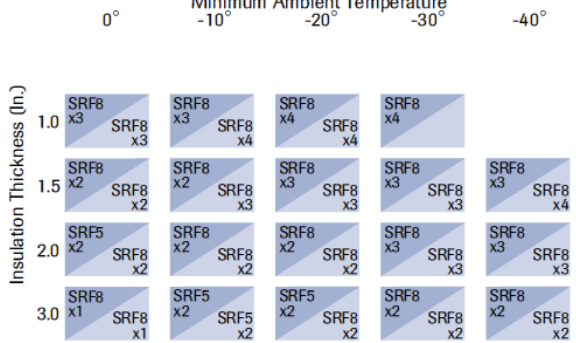 Minimum Ambient Temperature
0° -10° -20° -30° -40°
Insulation Thickness (In.)
1.0
SRF8 x3 SRF8 x3
SRF8 x3 SRF8 x4
SRF8 x4 SRF8 x4
SRF8 x4
1.5
SRF8 x2 SRF8 x2
SRF8 x2 SRF8 x3
SRF8 x3 SRF8 x3
SRF8 x3 SRF8 x3
SRF8 x3 SRF8 x4
2.0
SRF5 x2 SRF8 x2
SRF8 x2 SRF8 x2
SRF8 x2 SRF8 x2
SRF8 x3 SRF8 x3
SRF8 x3 SRF8 x3
3.0
SRF8 x1 SRF8 x1
SRF5 x2 SRF5 x2
SRF5 x2 SRF8 x2
SRF8 x2 SRF8 x2
SRF8 x2 SRF8 x2